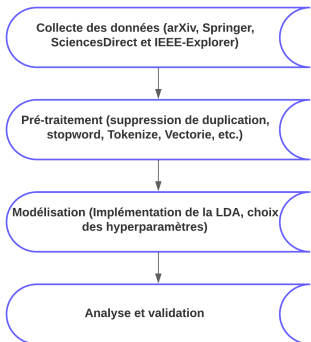 Collecte des données (arXiv, Springer,
SciencesDirect et IEEE-Explorer)
Pré-traitement (suppression de duplication,
stopword, Tokenize, Vectorie, etc.)
Modélisation (Implémentation de la LDA, choix
des hyperparamètres)
Analyse et validation